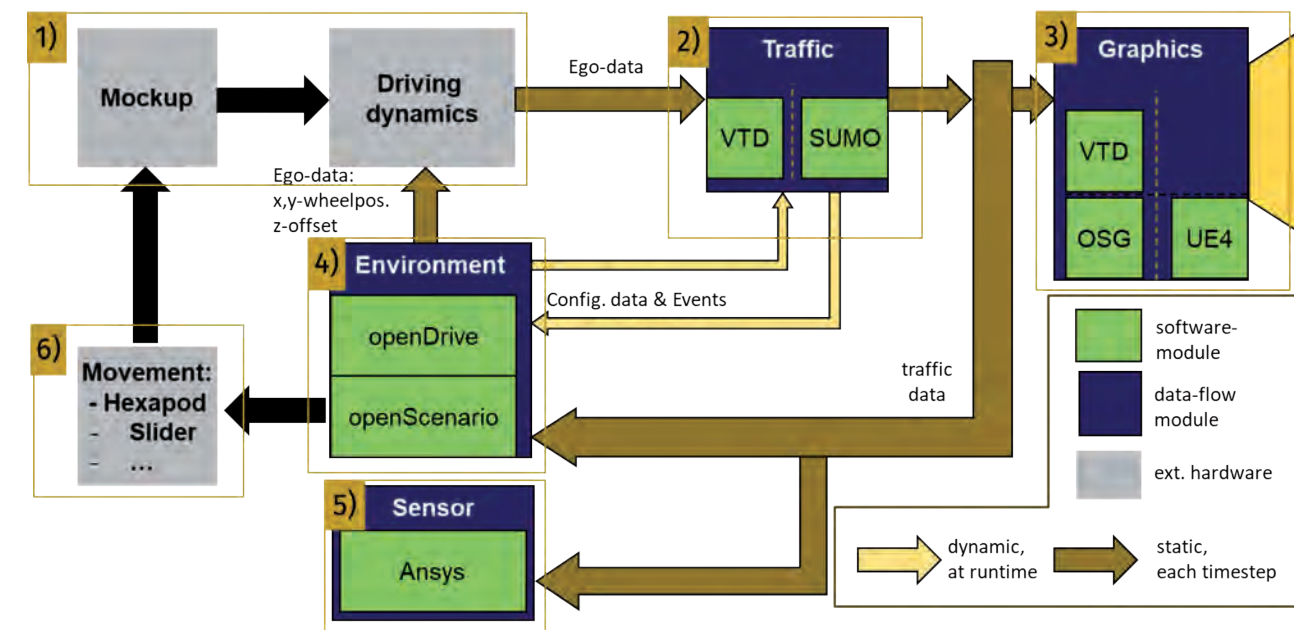 1)
Mockup
Driving
dynamics
Ego-data
2)
Traffic
VTD
SUMO
3)
Graphics
VTD
OSG
UE4
Ego-data:
x,y-wheelpos.
z-offset
4)
Environment
openDrive
openScenario
Config. data & Events
traffic
data
6)
Movement:
- Hexapod
- Slider
- ...
5)
Sensor
Ansys
software-
module
data-flow
module
ext. hardware
dynamic,
at runtime
static,
each timestep